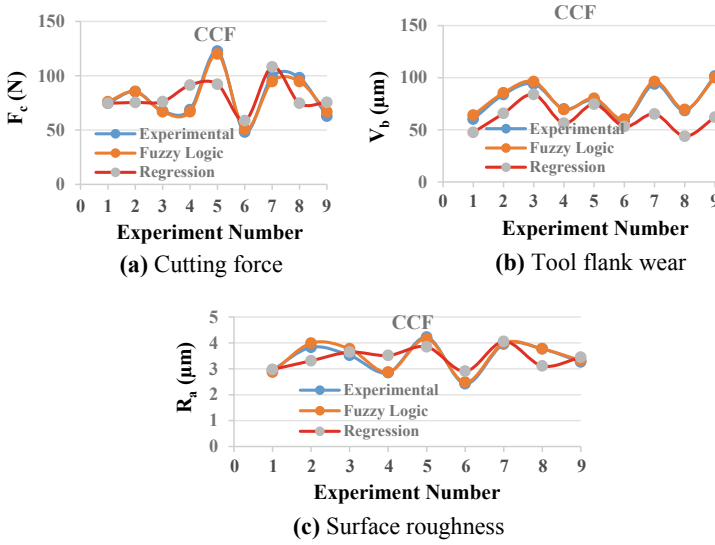 CCF
F_c (N)
150
100
50
0
Experimental
Fuzzy Logic
Regression
0 1 2 3 4 5 6 7 8 9
Experiment Number
(a) Cutting force
CCF
V_b (μm)
150
100
50
0
Experimental
Fuzzy Logic
Regression
0 1 2 3 4 5 6 7 8 9
Experiment Number
(b) Tool flank wear
CCF
R_a (μm)
5
4
3
2
1
0
Experimental
Fuzzy Logic
Regression
0 1 2 3 4 5 6 7 8 9
Experiment Number
(c) Surface roughness